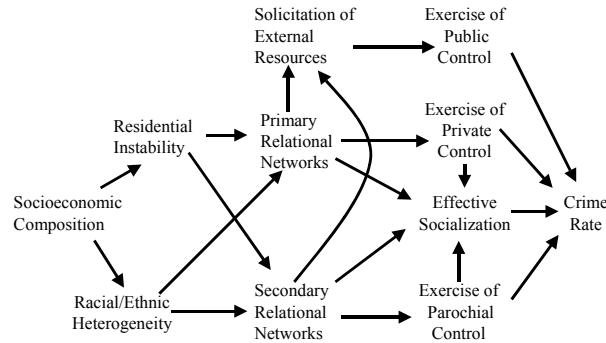 Solicitation of
External
Resources
Exercise of
Public
Control
Residential
Instability
Primary
Relational
Networks
Exercise of
Private
Control
Socioeconomic
Composition
Effective
Socialization
Crime
Rate
Racial/Ethnic
Heterogeneity
Secondary
Relational
Networks
Exercise of
Parochial
Control